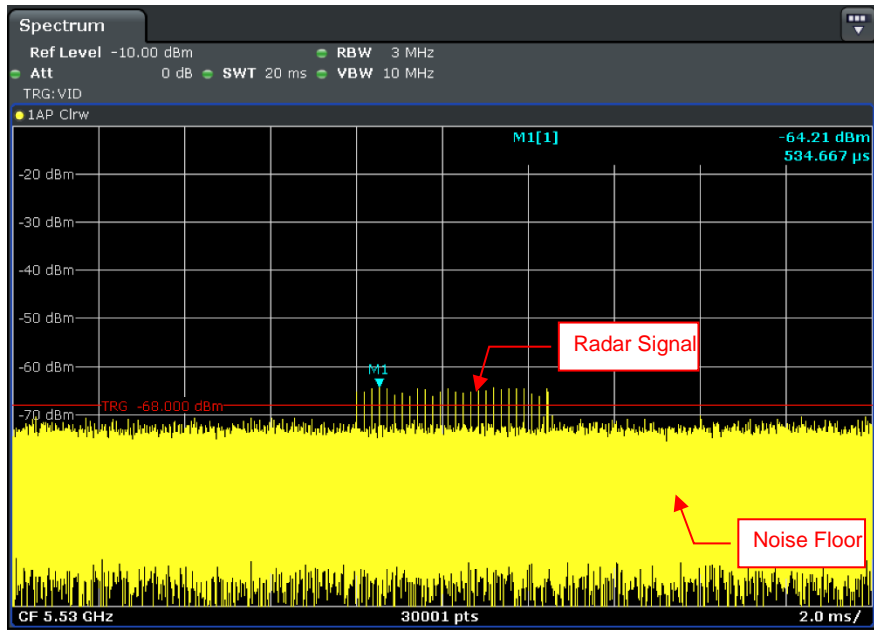 Spectrum
Ref Level -10.00 dBm RBW 3 MHz
Att 0 dB SWT 20 ms VBW 10 MHz
TRG:VID
1AP Clrw
M1[1] -64.21 dBm
534.667 µs
-20 dBm
-30 dBm
-40 dBm
-50 dBm
Radar Signal
-60 dBm
M1
TRG -68.000 dBm
-70 dBm
Noise Floor
CF 5.53 GHz 30001 pts 2.0 ms/